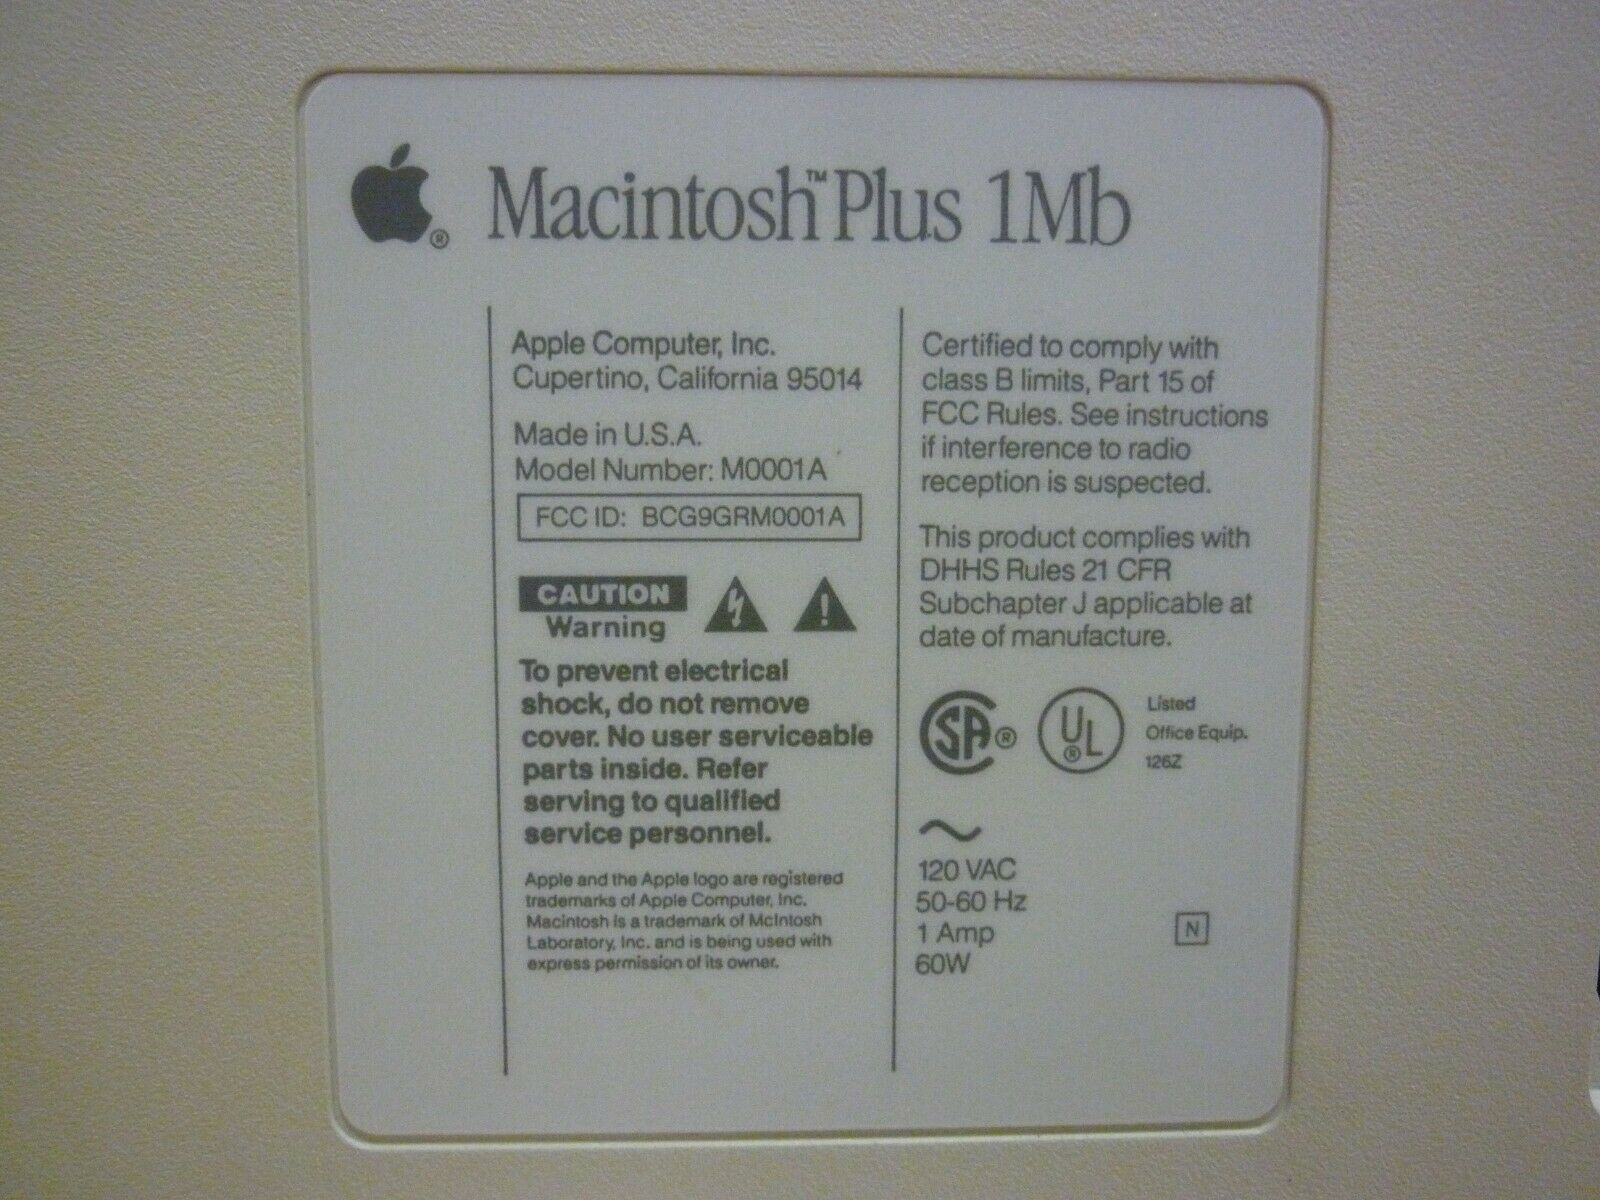 Macintosh™ Plus 1Mb
Apple Computer, Inc.
Cupertino, California 95014
Made in U.S.A.
Model Number: M0001A
FCC ID: BCG9GRM0001A
CAUTION
Warning
To prevent electrical
shock, do not remove
cover. No user serviceable
parts inside. Refer
serving to qualified
service personnel.
Apple and the Apple logo are registered
trademarks of Apple Computer, Inc.
Macintosh is a trademark of McIntosh
Laboratory, Inc. and is being used with
express permission of its owner.
Certified to comply with
class B limits, Part 15 of
FCC Rules. See instructions
if interference to radio
reception is suspected.
This product complies with
DHHS Rules 21 CFR
Subchapter J applicable at
date of manufacture.
SA®
UL®
Listed
Office Equip.
126Z
120 VAC
50-60 Hz
1 Amp
60W
N